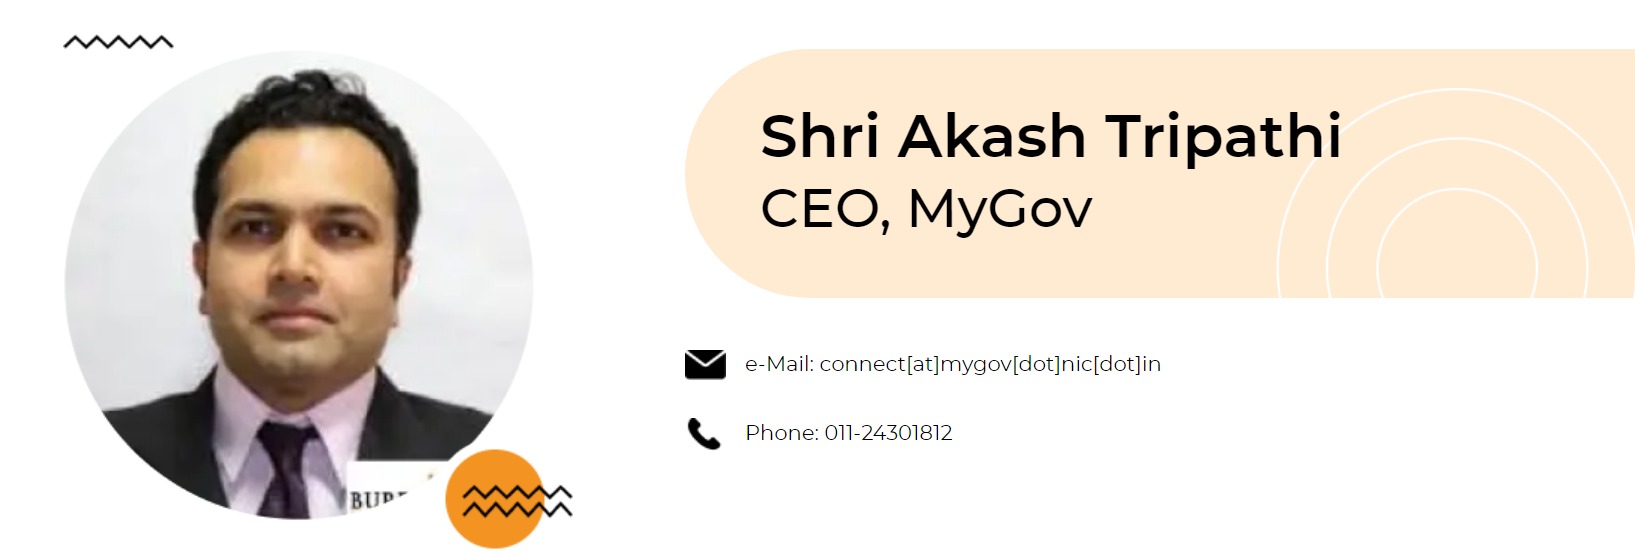 Shri Akash Tripathi
CEO, MyGov
e-Mail: connect[at]mygov[dot]nic[dot]in
Phone: 011-24301812